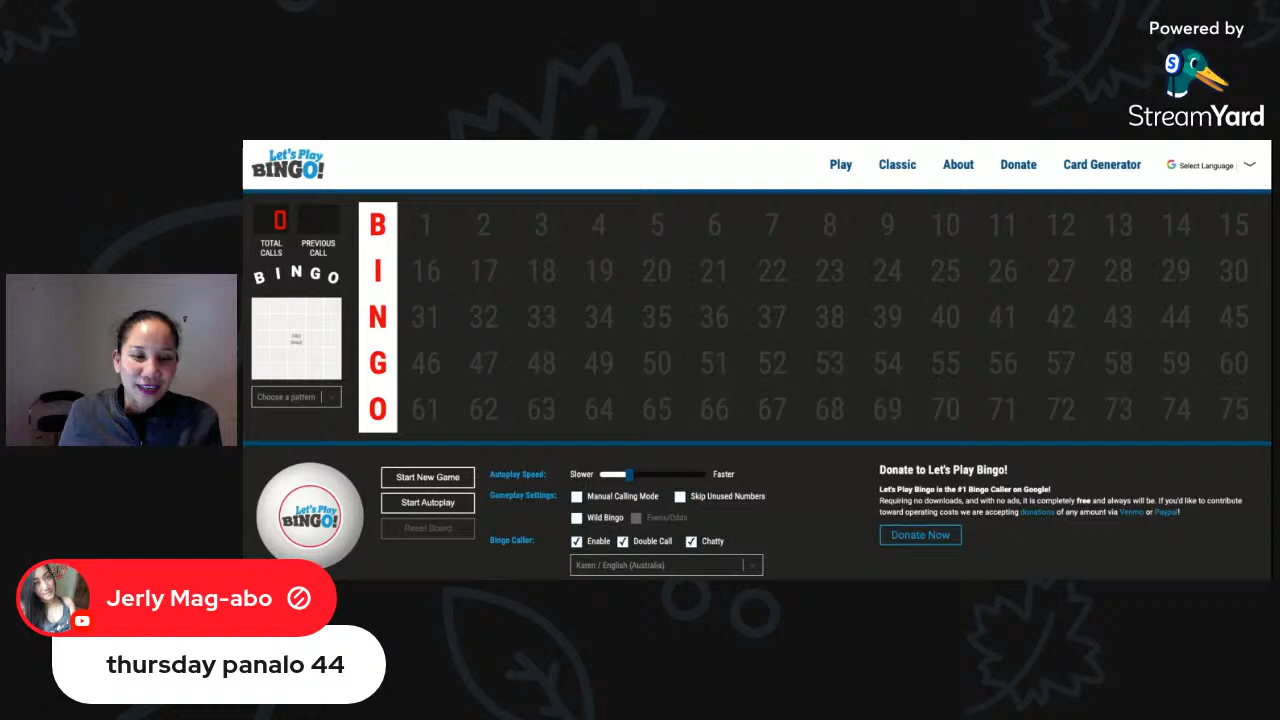 Powered by
StreamYard
Let's Play
BINGO!
Play
Classic
About
Donate
Card Generator
Select Language
0
TOTAL
CALLS
PREVIOUS
CALL
BINGO
FREE
SPACE
Choose a pattern
B 1 2 3 4 5 6 7 8 9 10 11 12 13 14 15
I 16 17 18 19 20 21 22 23 24 25 26 27 28 29 30
N 31 32 33 34 35 36 37 38 39 40 41 42 43 44 45
G 46 47 48 49 50 51 52 53 54 55 56 57 58 59 60
O 61 62 63 64 65 66 67 68 69 70 71 72 73 74 75
Let's Play
BINGO!
Start New Game
Start Autoplay
Reset Board
Autoplay Speed: Slower Faster
Gameplay Settings: Manual Calling Mode Skip Unused Numbers
Wild Bingo Evens/Odds
Bingo Caller: Enable Double Call Chatty
Karen / English (Australia)
Donate to Let's Play Bingo!
Let's Play Bingo is the #1 Bingo Caller on Google!
Requiring no downloads, and with no ads, it is completely free and always will be. If you'd like to contribute
toward operating costs we are accepting donations of any amount via Venmo or Paypal!
Donate Now
Jerly Mag-abo
thursday panalo 44